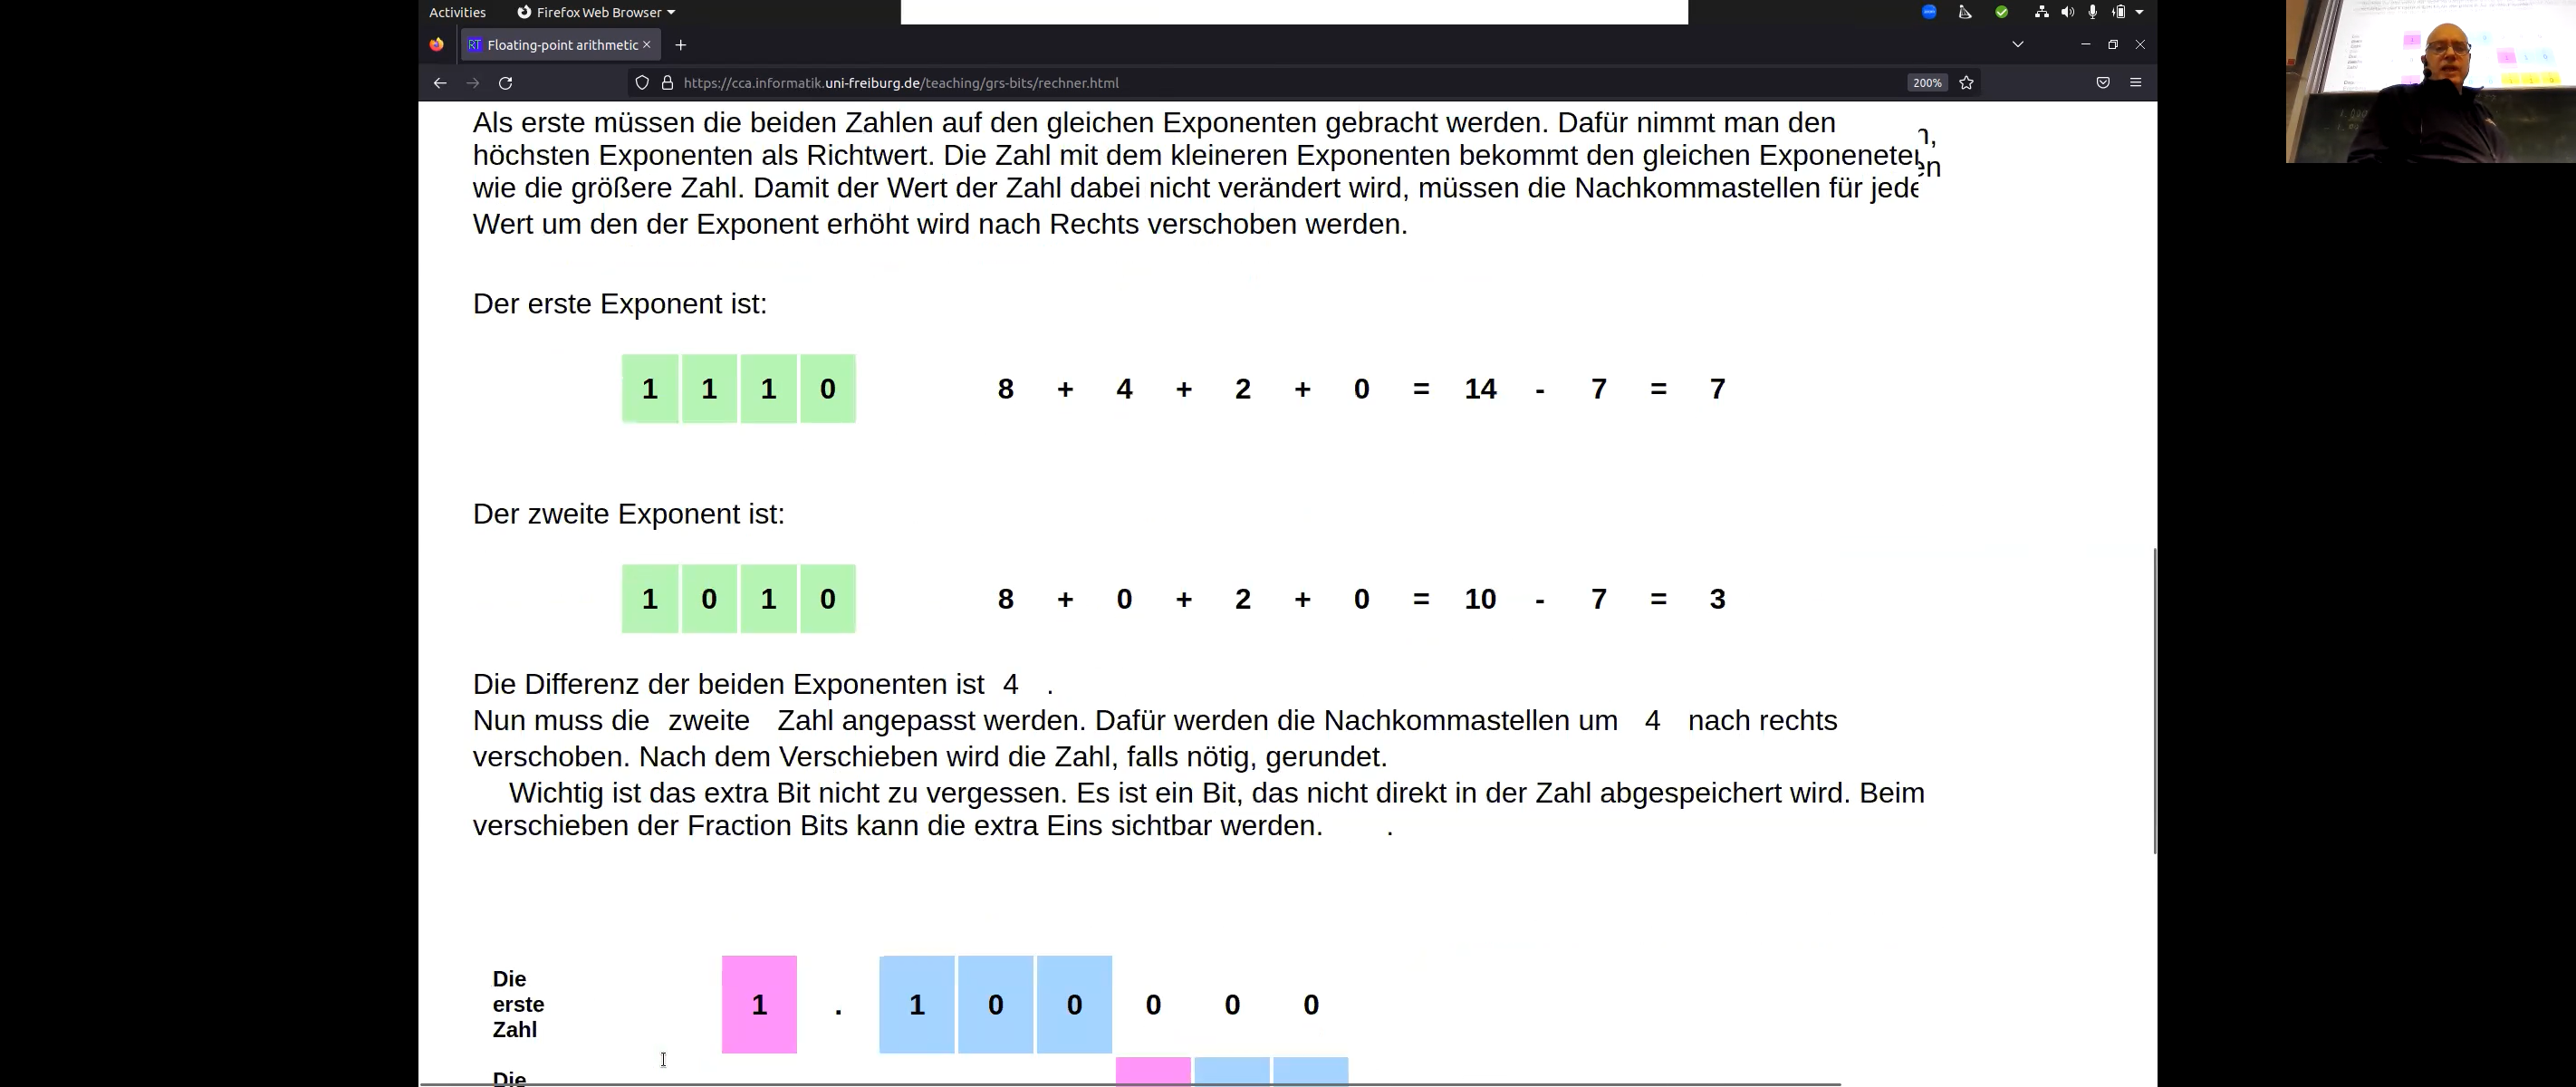 Activities Firefox Web Browser
Floating-point arithmetic
https://cca.informatik.uni-freiburg.de/teaching/grs-bits/rechner.html 200%
Als erste müssen die beiden Zahlen auf den gleichen Exponenten gebracht werden. Dafür nimmt man den
höchsten Exponenten als Richtwert. Die Zahl mit dem kleineren Exponenten bekommt den gleichen Exponeneten
wie die größere Zahl. Damit der Wert der Zahl dabei nicht verändert wird, müssen die Nachkommastellen für jede
Wert um den der Exponent erhöht wird nach Rechts verschoben werden.
Der erste Exponent ist:
1 1 1 0 8 + 4 + 2 + 0 = 14 - 7 = 7
Der zweite Exponent ist:
1 0 1 0 8 + 0 + 2 + 0 = 10 - 7 = 3
Die Differenz der beiden Exponenten ist 4 .
Nun muss die zweite Zahl angepasst werden. Dafür werden die Nachkommastellen um 4 nach rechts
verschoben. Nach dem Verschieben wird die Zahl, falls nötig, gerundet.
Wichtig ist das extra Bit nicht zu vergessen. Es ist ein Bit, das nicht direkt in der Zahl abgespeichert wird. Beim
verschieben der Fraction Bits kann die extra Eins sichtbar werden. .
Die
erste
Zahl
1 . 1 0 0 0 0 0
Die